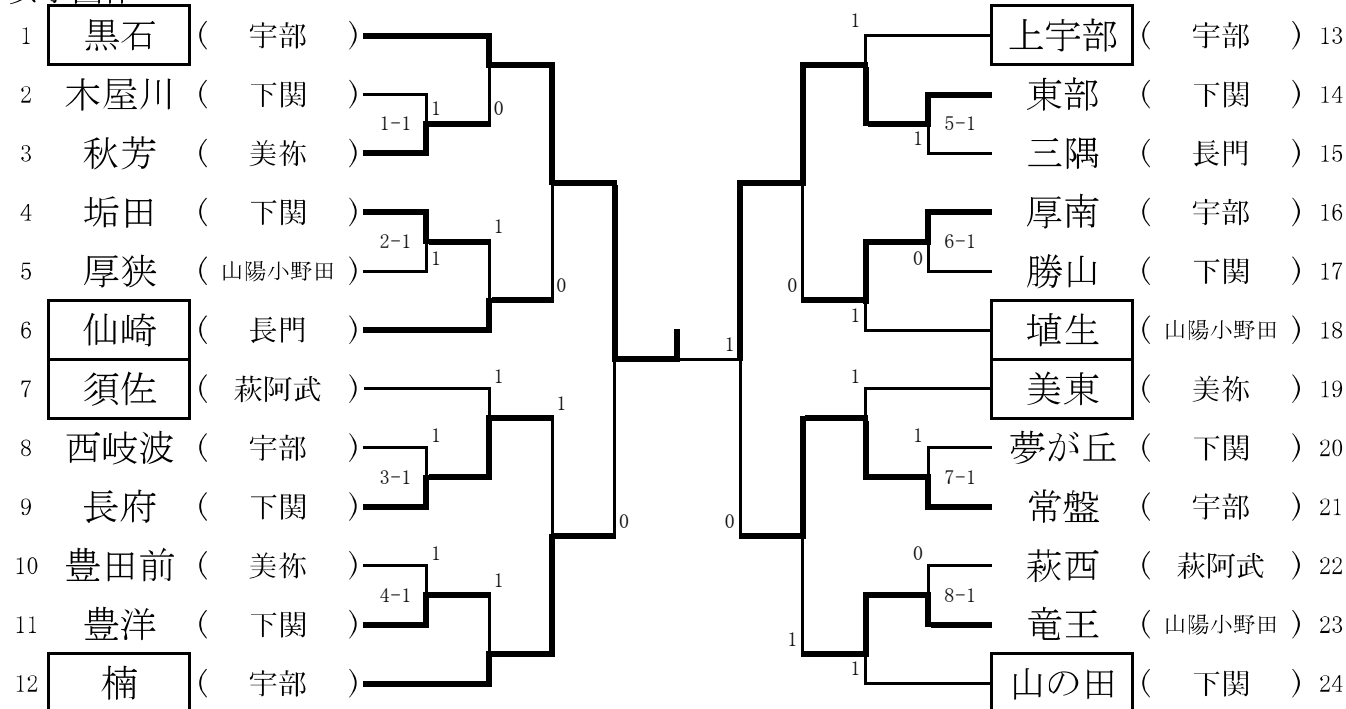 1 黒石 ( 宇部 )
2 木屋川 ( 下関 )
3 秋芳 ( 美祢 )
4 垢田 ( 下関 )
5 厚狭 ( 山陽小野田 )
6 仙崎 ( 長門 )
7 須佐 ( 萩阿武 )
8 西岐波 ( 宇部 )
9 長府 ( 下関 )
10 豊田前 ( 美祢 )
11 豊洋 ( 下関 )
12 楠 ( 宇部 )
1-1
1
0
2-1
1
1
0
3-1
1
1
1
4-1
1
1
0
1
1
5-1
1
6-1
0
0
1
1
1
7-1
0
0
8-1
1
1
上宇部 ( 宇部 ) 13
東部 ( 下関 ) 14
三隅 ( 長門 ) 15
厚南 ( 宇部 ) 16
勝山 ( 下関 ) 17
埴生 ( 山陽小野田 ) 18
美東 ( 美祢 ) 19
夢が丘 ( 下関 ) 20
常盤 ( 宇部 ) 21
萩西 ( 萩阿武 ) 22
竜王 ( 山陽小野田 ) 23
山の田 ( 下関 ) 24